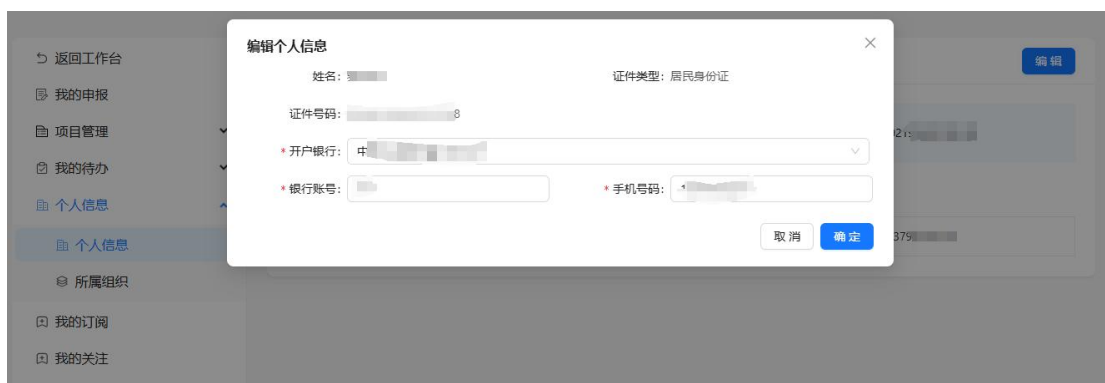 编辑个人信息
返回工作台
编辑
姓名：
证件类型：居民身份证
我的申报
证件号码：
8
项目管理
* 开户银行：中
我的待办
* 银行账号：
* 手机号码：
个人信息
取消
确定
个人信息
379
所属组织
我的订阅
我的关注